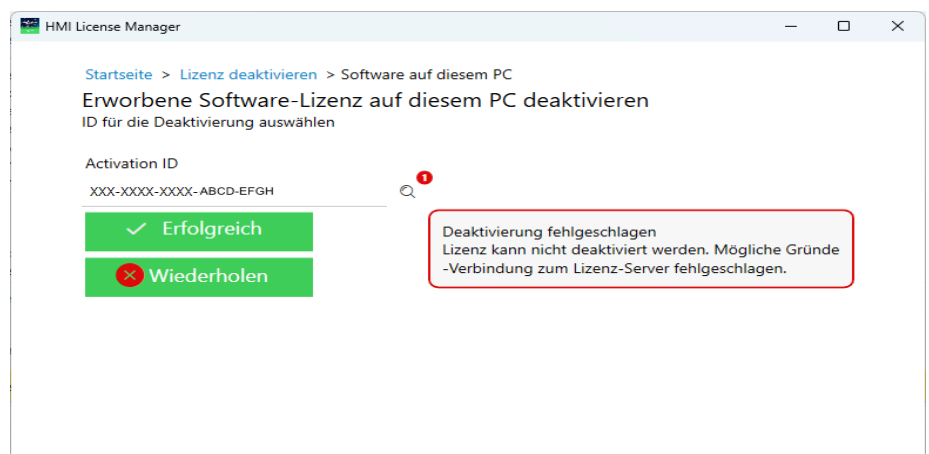 HMI License Manager
Startseite > Lizenz deaktivieren > Software auf diesem PC
Erworbene Software-Lizenz auf diesem PC deaktivieren
ID für die Deaktivierung auswählen
Activation ID
XXX-XXXX-XXXX-ABCD-EFGH
1
Erfolgreich
Wiederholen
Deaktivierung fehlgeschlagen
Lizenz kann nicht deaktiviert werden. Mögliche Gründe
-Verbindung zum Lizenz-Server fehlgeschlagen.